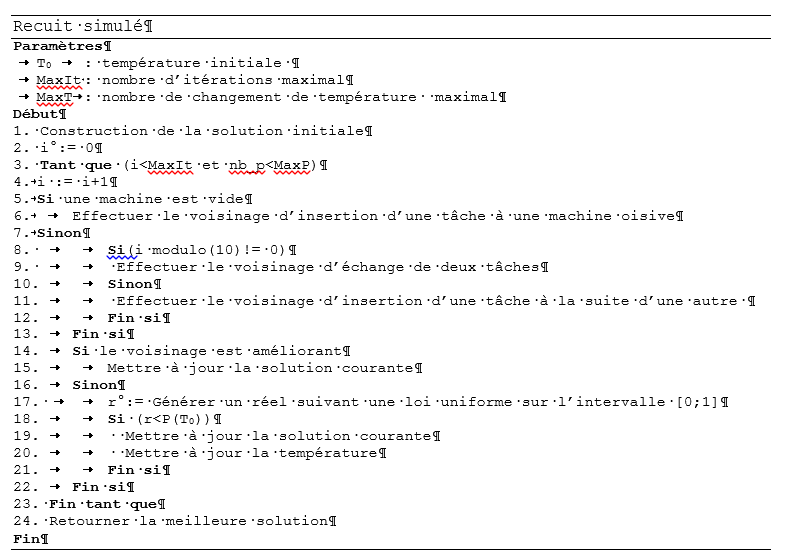 Recuit simulé¶
Paramètres¶
→ T₀ → : température initiale ¶
→ MaxIt : nombre d'itérations maximal¶
→ MaxT→: nombre de changement de température  maximal¶
Début¶
1. Construction de la solution initiale¶
2. i°:= 0¶
3. Tant que (i<MaxIt et nb_p<MaxP)¶
4.→i := i+1¶
5.→Si une machine est vide¶
6.→ → Effectuer le voisinage d'insertion d'une tâche à une machine oisive¶
7.→Sinon¶
8. → → Si(i modulo(10)!= 0)¶
9. → → Effectuer le voisinage d'échange de deux tâches¶
10. → → Sinon¶
11. → → Effectuer le voisinage d'insertion d'une tâche à la suite d'une autre ¶
12. → → Fin si¶
13. → Fin si¶
14. → Si le voisinage est améliorant¶
15. → → Mettre à jour la solution courante¶
16. → Sinon¶
17. → → r°:= Générer un réel suivant une loi uniforme sur l'intervalle [0;1]¶
18. → → Si (r<P(T₀))¶
19. → → Mettre à jour la solution courante¶
20. → → Mettre à jour la température¶
21. → → Fin si¶
22. → Fin si¶
23. Fin tant que¶
24. Retourner la meilleure solution¶
Fin¶